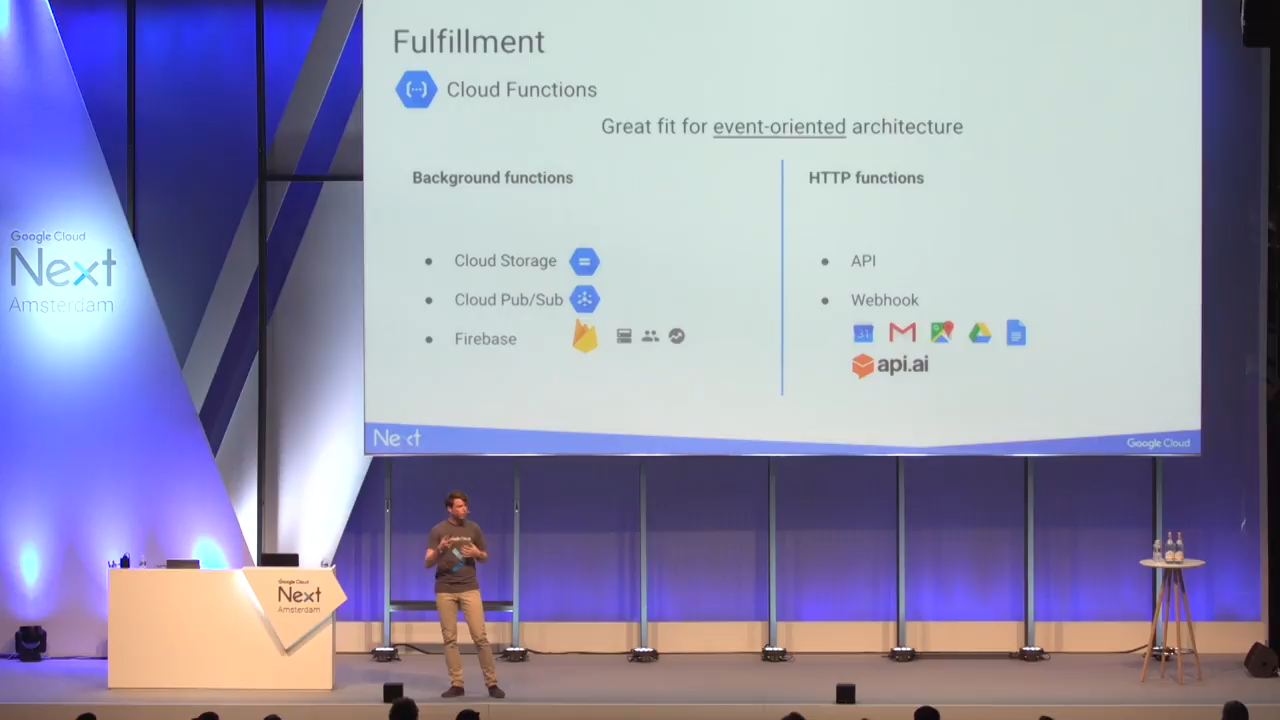 Fulfillment
Cloud Functions
Great fit for event-oriented architecture
Background functions
Cloud Storage
Cloud Pub/Sub
Firebase
HTTP functions
API
Webhook
31
api.ai
Next
Google Cloud
Google Cloud
Next
Amsterdam
Google Cloud
Next
Amsterdam